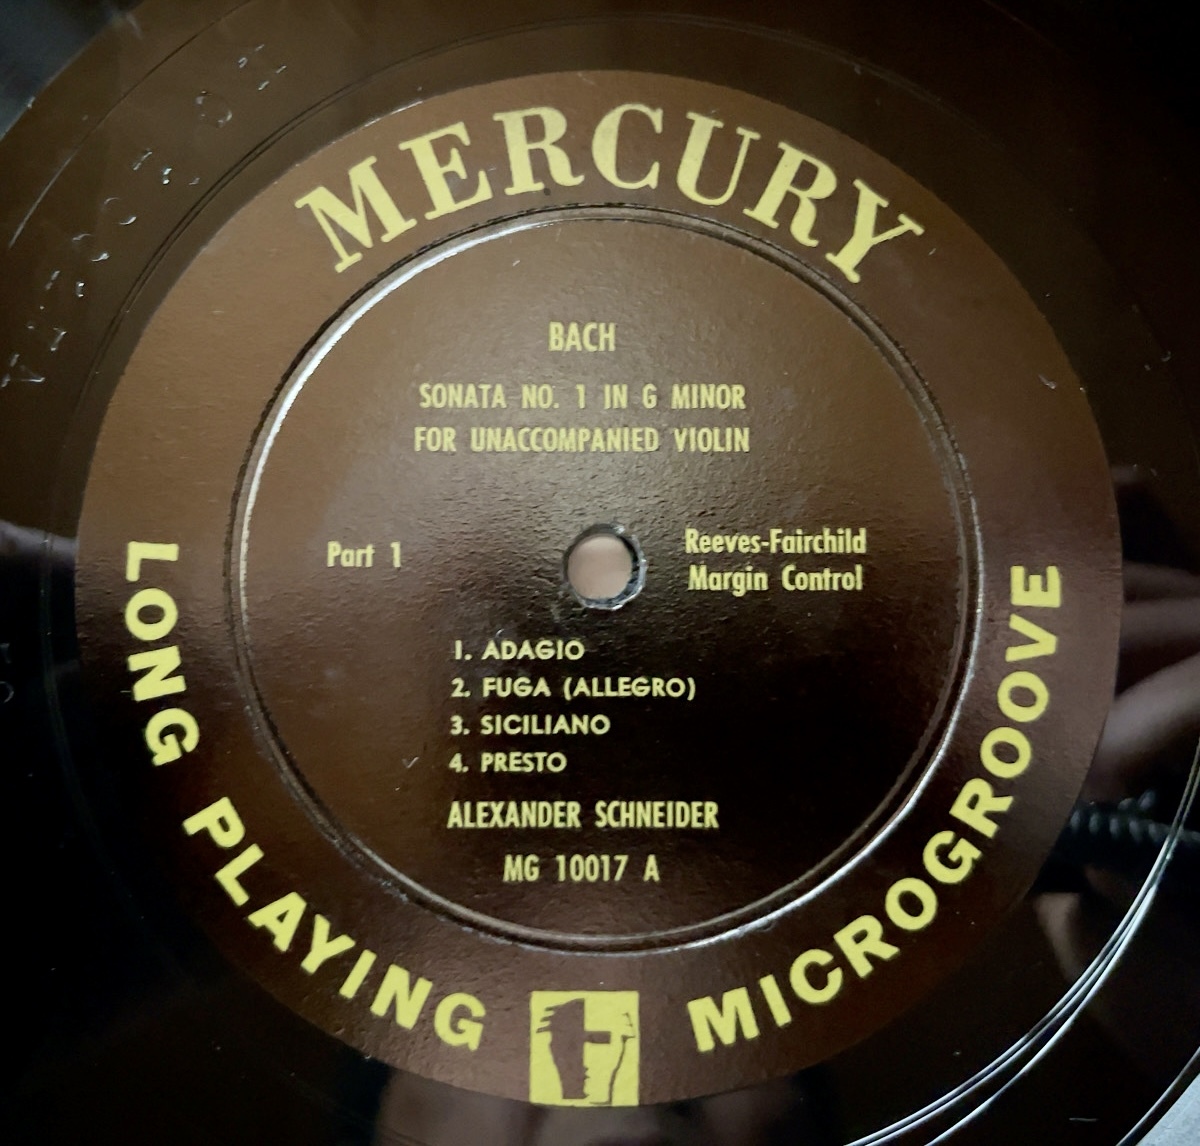 MERCURY
BACH
SONATA NO. 1 IN G MINOR
FOR UNACCOMPANIED VIOLIN
Part 1
Reeves-Fairchild
Margin Control
1. ADAGIO
2. FUGA (ALLEGRO)
3. SICILIANO
4. PRESTO
ALEXANDER SCHNEIDER
MG 10017 A
LONG PLAYING MICROGROOVE